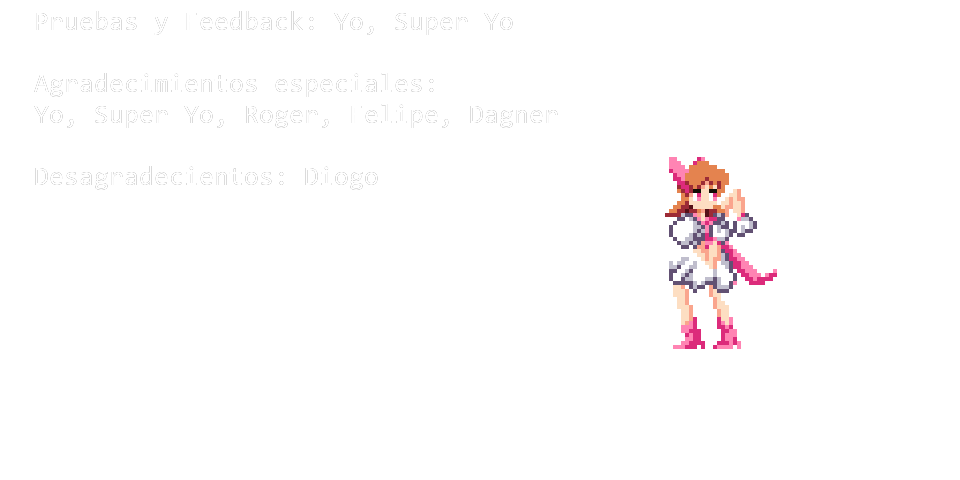 Pruebas y Feedback: Yo, Super Yo
Agradecimientos especiales:
Yo, Super Yo, Roger, Felipe, Dagner
Desagradecientos: Diogo